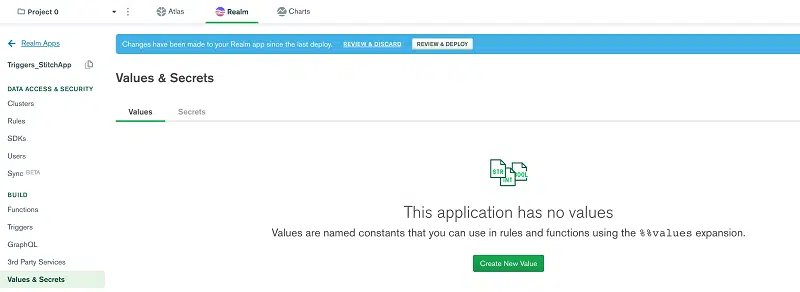 Project 0
Atlas
Realm
Charts
Realm Apps
Changes have been made to your Realm app since the last deploy. REVIEW & DISCARD REVIEW & DEPLOY
Triggers_StitchApp
Values & Secrets
DATA ACCESS & SECURITY
Clusters
Rules
SDKs
Users
Sync BETA
BUILD
Functions
Triggers
GraphQL
3rd Party Services
Values & Secrets
Values
Secrets
STR
INT
BOOL
This application has no values
Values are named constants that you can use in rules and functions using the %%values expansion.
Create New Value